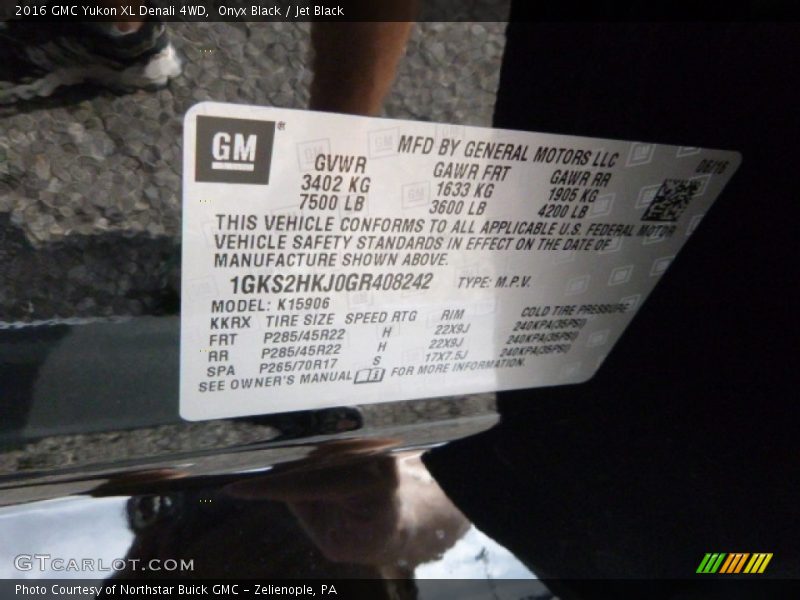 2016 GMC Yukon XL Denali 4WD,  Onyx Black / Jet Black
GM
MFD BY GENERAL MOTORS LLC
06/16
GVWR GAWR FRT GAWR RR
3402 KG 1633 KG 1905 KG
7500 LB 3600 LB 4200 LB
THIS VEHICLE CONFORMS TO ALL APPLICABLE U.S. FEDERAL MOTOR
VEHICLE SAFETY STANDARDS IN EFFECT ON THE DATE OF
MANUFACTURE SHOWN ABOVE.
1GKS2HKJ0GR408242 TYPE: M.P.V.
MODEL: K15906
KKRX TIRE SIZE SPEED RTG RIM COLD TIRE PRESSURE
FRT P285/45R22 H 22X9J 240KPA(35PSI)
RR P285/45R22 H 22X9J 240KPA(35PSI)
SPA P265/70R17 S 17X7.5J 240KPA(35PSI)
SEE OWNER'S MANUAL FOR MORE INFORMATION.
GTCARLOT.COM
Photo Courtesy of Northstar Buick GMC - Zelienople, PA